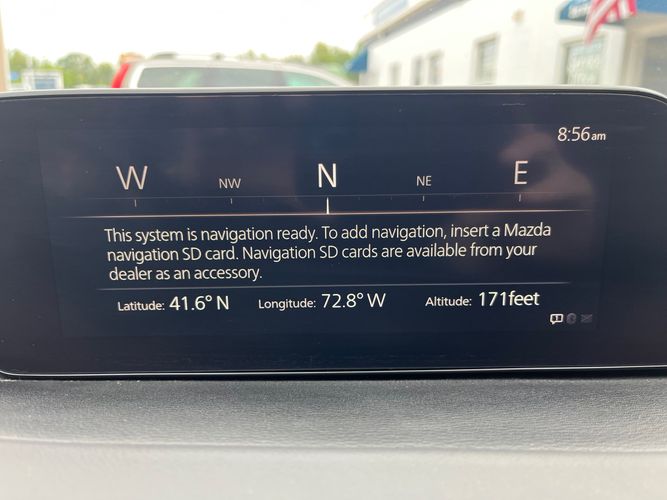 8:56am
W NW N NE E
This system is navigation ready. To add navigation, insert a Mazda
navigation SD card. Navigation SD cards are available from your
dealer as an accessory.
Latitude: 41.6° N Longitude: 72.8° W Altitude: 171feet